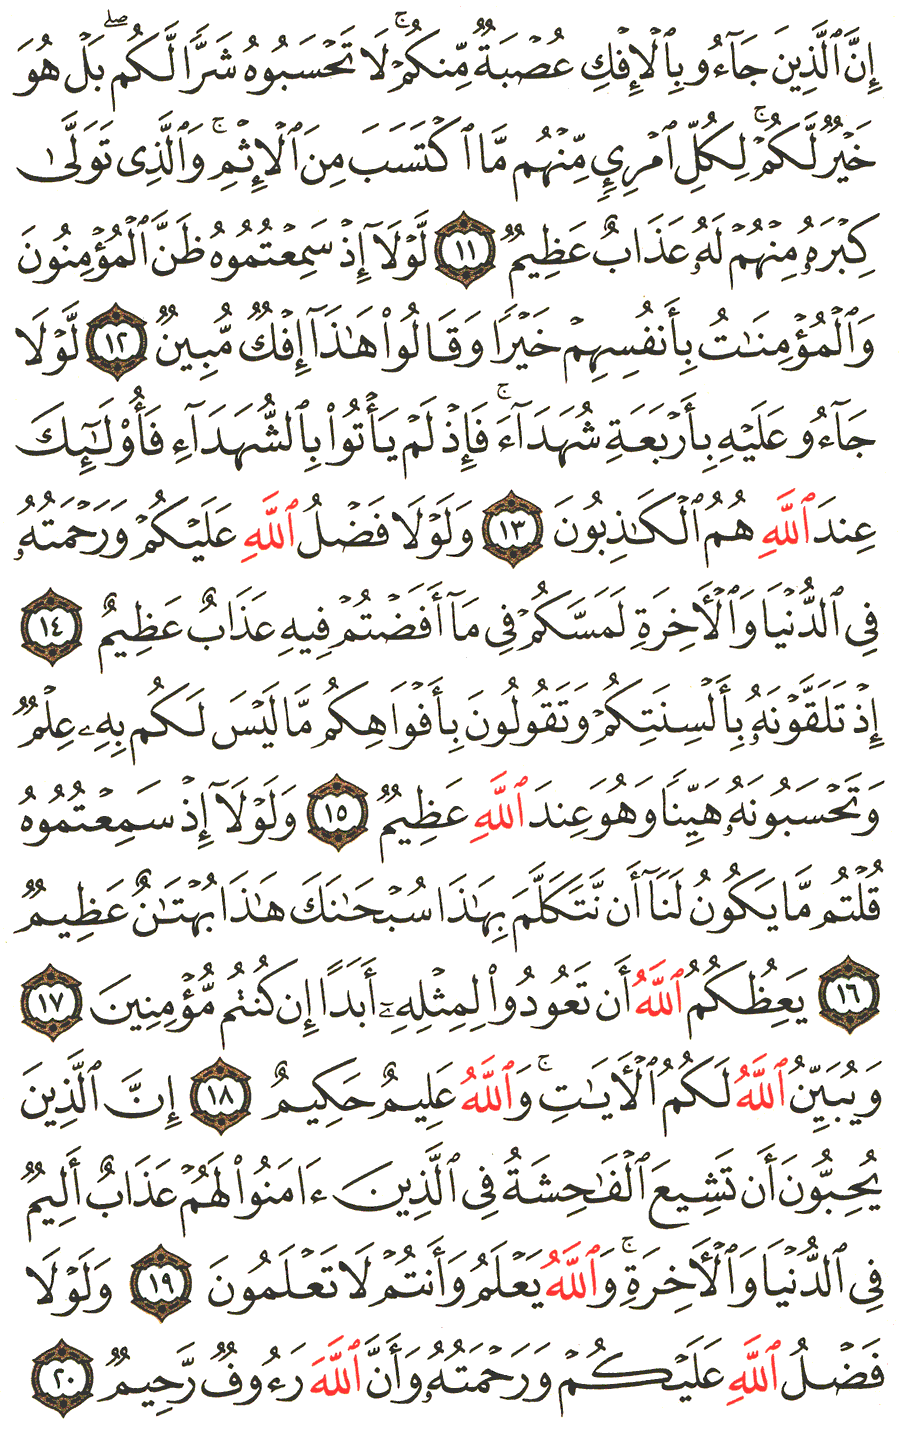 إِنَّ ٱلَّذِينَ جَآءُو بِٱلْإِفْكِ عُصْبَةٌ مِّنكُمْ ۚ لَا تَحْسَبُوهُ شَرًّا لَّكُم ۖ بَلْ هُوَ
خَيْرٌ لَّكُمْ ۚ لِكُلِّ ٱمْرِئٍ مِّنْهُم مَّا ٱكْتَسَبَ مِنَ ٱلْإِثْمِ ۚ وَٱلَّذِى تَوَلَّىٰ
كِبْرَهُۥ مِنْهُمْ لَهُۥ عَذَابٌ عَظِيمٌ ١١ لَّوْلَآ إِذْ سَمِعْتُمُوهُ ظَنَّ ٱلْمُؤْمِنُونَ
وَٱلْمُؤْمِنَٰتُ بِأَنفُسِهِمْ خَيْرًا وَقَالُوا۟ هَٰذَآ إِفْكٌ مُّبِينٌ ١٢ لَّوْلَا
جَآءُو عَلَيْهِ بِأَرْبَعَةِ شُهَدَآءَ ۚ فَإِذْ لَمْ يَأْتُوا۟ بِٱلشُّهَدَآءِ فَأُو۟لَٰٓئِكَ
عِندَ ٱللَّهِ هُمُ ٱلْكَٰذِبُونَ ١٣ وَلَوْلَا فَضْلُ ٱللَّهِ عَلَيْكُمْ وَرَحْمَتُهُۥ
فِى ٱلدُّنْيَا وَٱلْأَخِرَةِ لَمَسَّكُمْ فِى مَآ أَفَضْتُمْ فِيهِ عَذَابٌ عَظِيمٌ ١٤
إِذْ تَلَقَّوْنَهُۥ بِأَلْسِنَتِكُمْ وَتَقُولُونَ بِأَفْوَاهِكُم مَّا لَيْسَ لَكُم بِهِۦ عِلْمٌ
وَتَحْسَبُونَهُۥ هَيِّنًا وَهُوَ عِندَ ٱللَّهِ عَظِيمٌ ١٥ وَلَوْلَآ إِذْ سَمِعْتُمُوهُ
قُلْتُم مَّا يَكُونُ لَنَآ أَن نَّتَكَلَّمَ بِهَٰذَا سُبْحَٰنَكَ هَٰذَا بُهْتَٰنٌ عَظِيمٌ
١٦ يَعِظُكُمُ ٱللَّهُ أَن تَعُودُوا۟ لِمِثْلِهِۦٓ أَبَدًا إِن كُنتُم مُّؤْمِنِينَ ١٧
وَيُبَيِّنُ ٱللَّهُ لَكُمُ ٱلْأَيَٰتِ ۚ وَٱللَّهُ عَلِيمٌ حَكِيمٌ ١٨ إِنَّ ٱلَّذِينَ
يُحِبُّونَ أَن تَشِيعَ ٱلْفَٰحِشَةُ فِى ٱلَّذِينَ ءَامَنُوا۟ لَهُمْ عَذَابٌ أَلِيمٌ
فِى ٱلدُّنْيَا وَٱلْأَخِرَةِ ۚ وَٱللَّهُ يَعْلَمُ وَأَنتُمْ لَا تَعْلَمُونَ ١٩ وَلَوْلَا
فَضْلُ ٱللَّهِ عَلَيْكُمْ وَرَحْمَتُهُۥ وَأَنَّ ٱللَّهَ رَءُوفٌ رَّحِيمٌ ٢٠